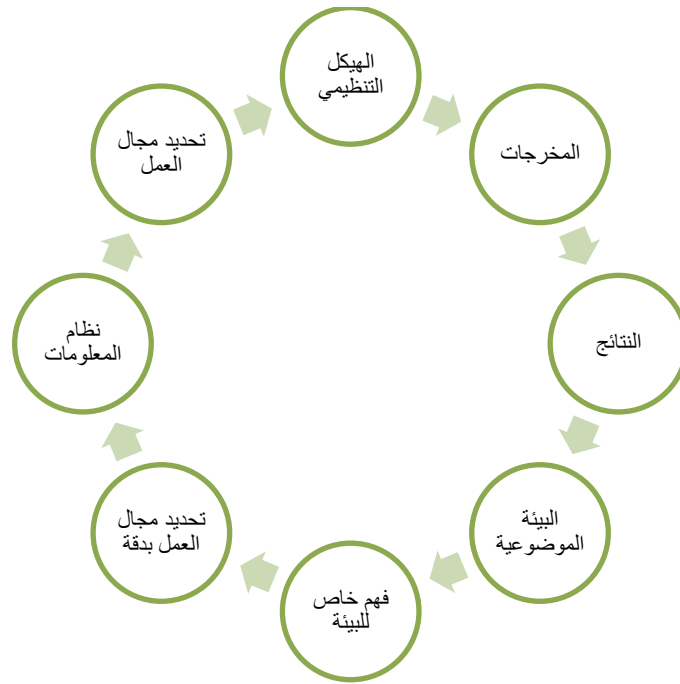 الهيكل
التنظيمي
المخرجات
النتائج
البيئة
الموضوعية
فهم خاص
للبيئة
تحديد مجال
العمل بدقة
نظام
المعلومات
تحديد مجال
العمل